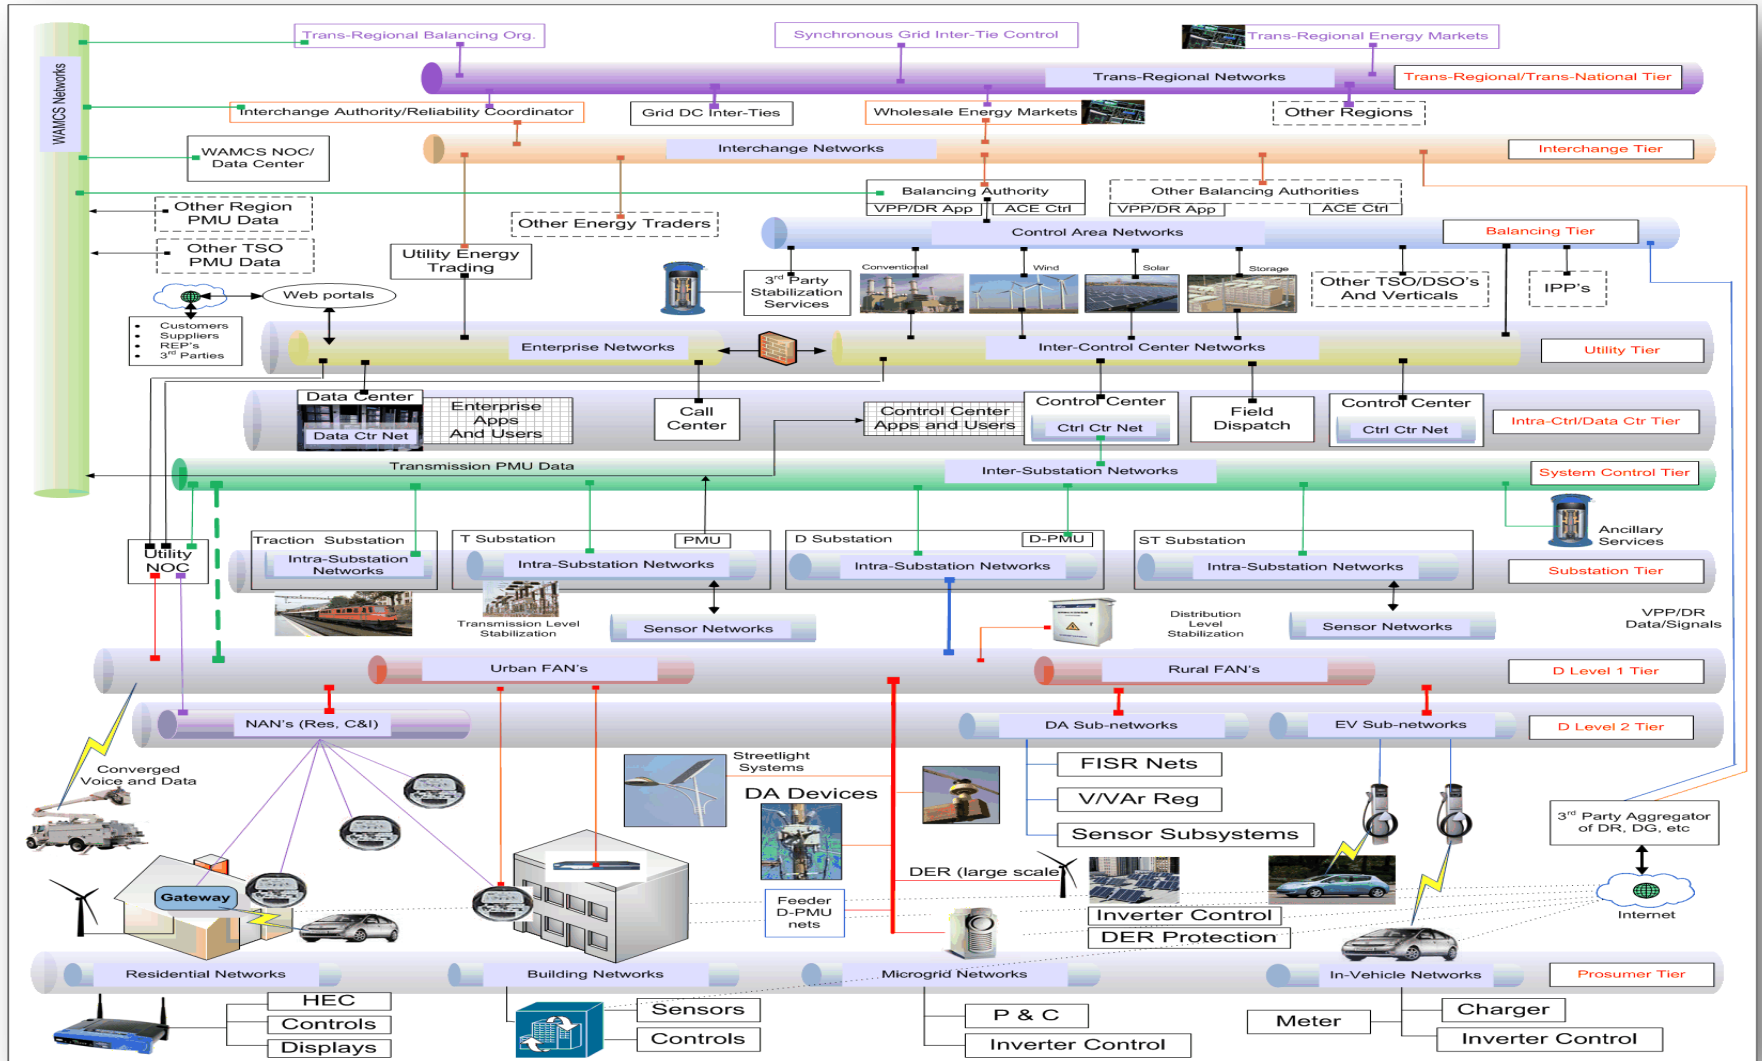 Trans-Regional Balancing Org.
Synchronous Grid Inter-Tie Control
Trans-Regional Energy Markets
WAMCS Networks
Trans-Regional Networks
Trans-Regional/Trans-National Tier
Interchange Authority/Reliability Coordinator
Grid DC Inter-Ties
Wholesale Energy Markets
Other Regions
WAMCS NOC/
Data Center
Interchange Networks
Interchange Tier
Balancing Authority
VPP/DR App
ACE Ctrl
Other Balancing Authorities
VPP/DR App
ACE Ctrl
Other Region
PMU Data
Other Energy Traders
Control Area Networks
Balancing Tier
Other TSO
PMU Data
Utility Energy
Trading
3rd Party
Stabilization
Services
Conventional
Wind
Solar
Storage
Other TSO/DSO's
And Verticals
IPP's
Web portals
• Customers
• Suppliers
• REP's
• 3rd Parties
Enterprise Networks
Inter-Control Center Networks
Utility Tier
Data Center
Data Ctr Net
Enterprise
Apps
And Users
Call
Center
Control Center
Apps and Users
Control Center
Ctrl Ctr Net
Field
Dispatch
Control Center
Ctrl Ctr Net
Intra-Ctrl/Data Ctr Tier
Transmission PMU Data
Inter-Substation Networks
System Control Tier
Utility
NOC
Traction Substation
Intra-Substation
Networks
T Substation
PMU
Intra-Substation Networks
D Substation
D-PMU
Intra-Substation Networks
ST Substation
Intra-Substation Networks
Ancillary
Services
Substation Tier
Transmission Level
Stabilization
Sensor Networks
Distribution
Level
Stabilization
Sensor Networks
VPP/DR
Data/Signals
Urban FAN's
Rural FAN's
D Level 1 Tier
NAN's (Res, C&I)
DA Sub-networks
EV Sub-networks
D Level 2 Tier
Converged
Voice and Data
Streetlight
Systems
DA Devices
FISR Nets
V/VAr Reg
Sensor Subsystems
3rd Party Aggregator
of DR, DG, etc
DER (large scale)
Gateway
Feeder
D-PMU
nets
Inverter Control
DER Protection
Internet
Residential Networks
Building Networks
Microgrid Networks
In-Vehicle Networks
Prosumer Tier
HEC
Controls
Displays
Sensors
Controls
P & C
Inverter Control
Meter
Charger
Inverter Control